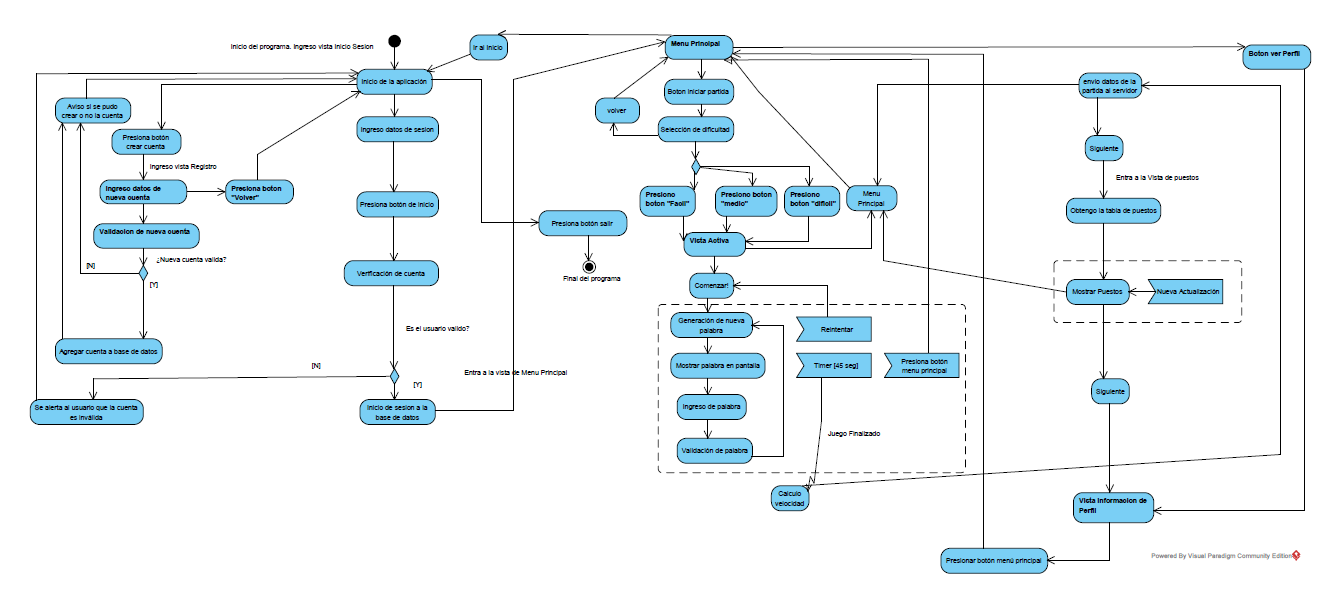 Inicio del programa. Ingreso vista Inicio Sesion
Ir al inicio
Menu Principal
Boton ver Perfil
Inicio de la aplicación
Boton iniciar partida
envio datos de la
partida al servidor
Aviso si se pudo
crear o no la cuenta
volver
Presiona botón
crear cuenta
Ingreso datos de sesion
Selección de dificultad
Siguiente
Ingreso vista Registro
Entra a la Vista de puestos
Ingreso datos de
nueva cuenta
Presiona boton
"Volver"
Presiona botón de inicio
Presiono
boton "Facil"
Presiono boton
"medio"
Presiono
boton "dificil"
Menu
Principal
Obtengo la tabla de puestos
Validacion de nueva cuenta
Presiona botón salir
Vista Activa
¿Nueva cuenta valida?
[N]
[Y]
Verificación de cuenta
Final del programa
Comenzar!
Mostrar Puestos
Nueva Actualización
Generación de nueva
palabra
Reintentar
Es el usuario valido?
Agregar cuenta a base de datos
Mostrar palabra en pantalla
Timer [45 seg]
Presiona botón
menu principal
[N]
Entra a la vista de Menu Principal
[Y]
Siguiente
Se alerta al usuario que la cuenta
es inválida
Inicio de sesion a la
base de datos
Ingreso de palabra
Juego Finalizado
Validación de palabra
Calculo
velocidad
Vista Informacion de
Perfil
Presionar botón menú principal
Powered By Visual Paradigm Community Edition